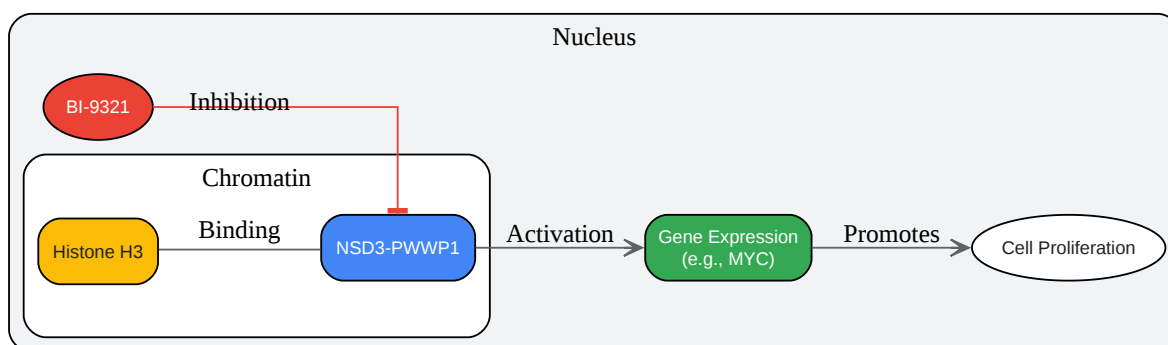 Nucleus
BI-9321
Inhibition
Chromatin
Histone H3
Binding
NSD3-PWWP1
Activation
Gene Expression
(e.g., MYC)
Promotes
Cell Proliferation